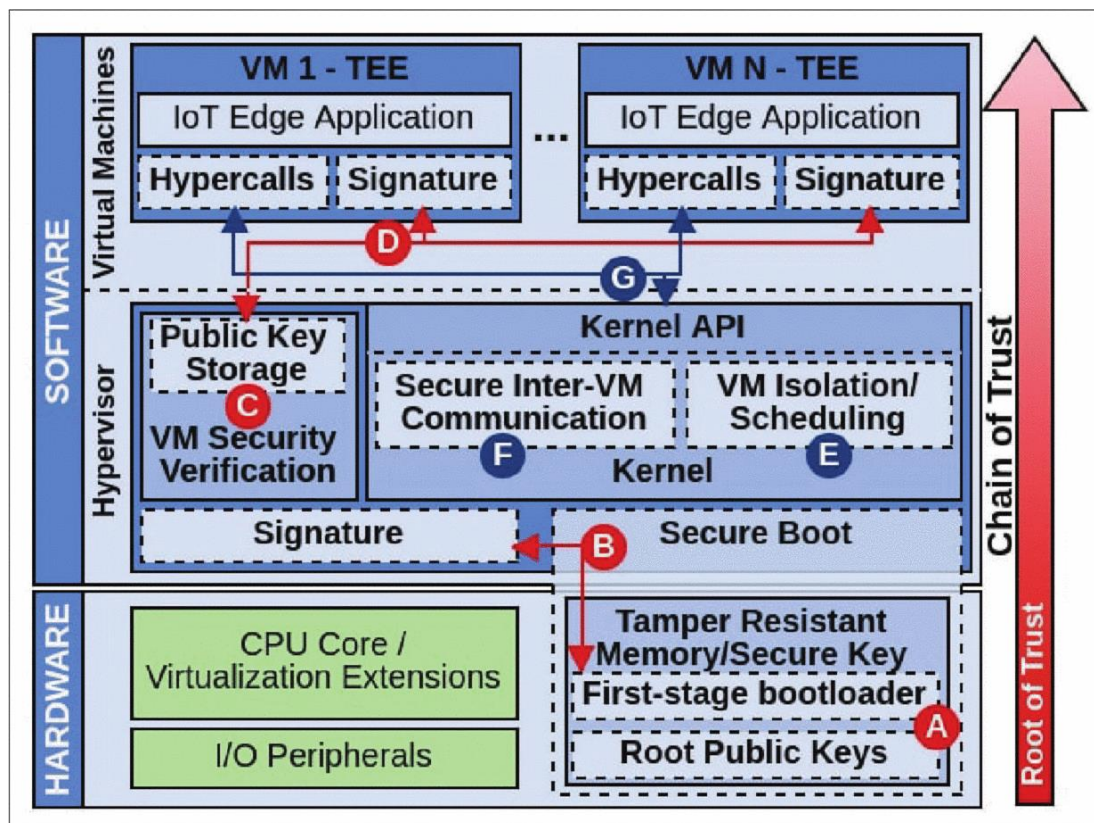 SOFTWARE
Virtual Machines
VM 1 - TEE
IoT Edge Application
Hypercalls
Signature
...
VM N - TEE
IoT Edge Application
Hypercalls
Signature
D
G
Hypervisor
Public Key
Storage
C
VM Security
Verification
Kernel API
Secure Inter-VM
Communication
F
VM Isolation/
Scheduling
E
Kernel
Signature
B
Secure Boot
HARDWARE
CPU Core /
Virtualization Extensions
I/O Peripherals
Tamper Resistant
Memory/Secure Key
First-stage bootloader
A
Root Public Keys
Chain of Trust
Root of Trust